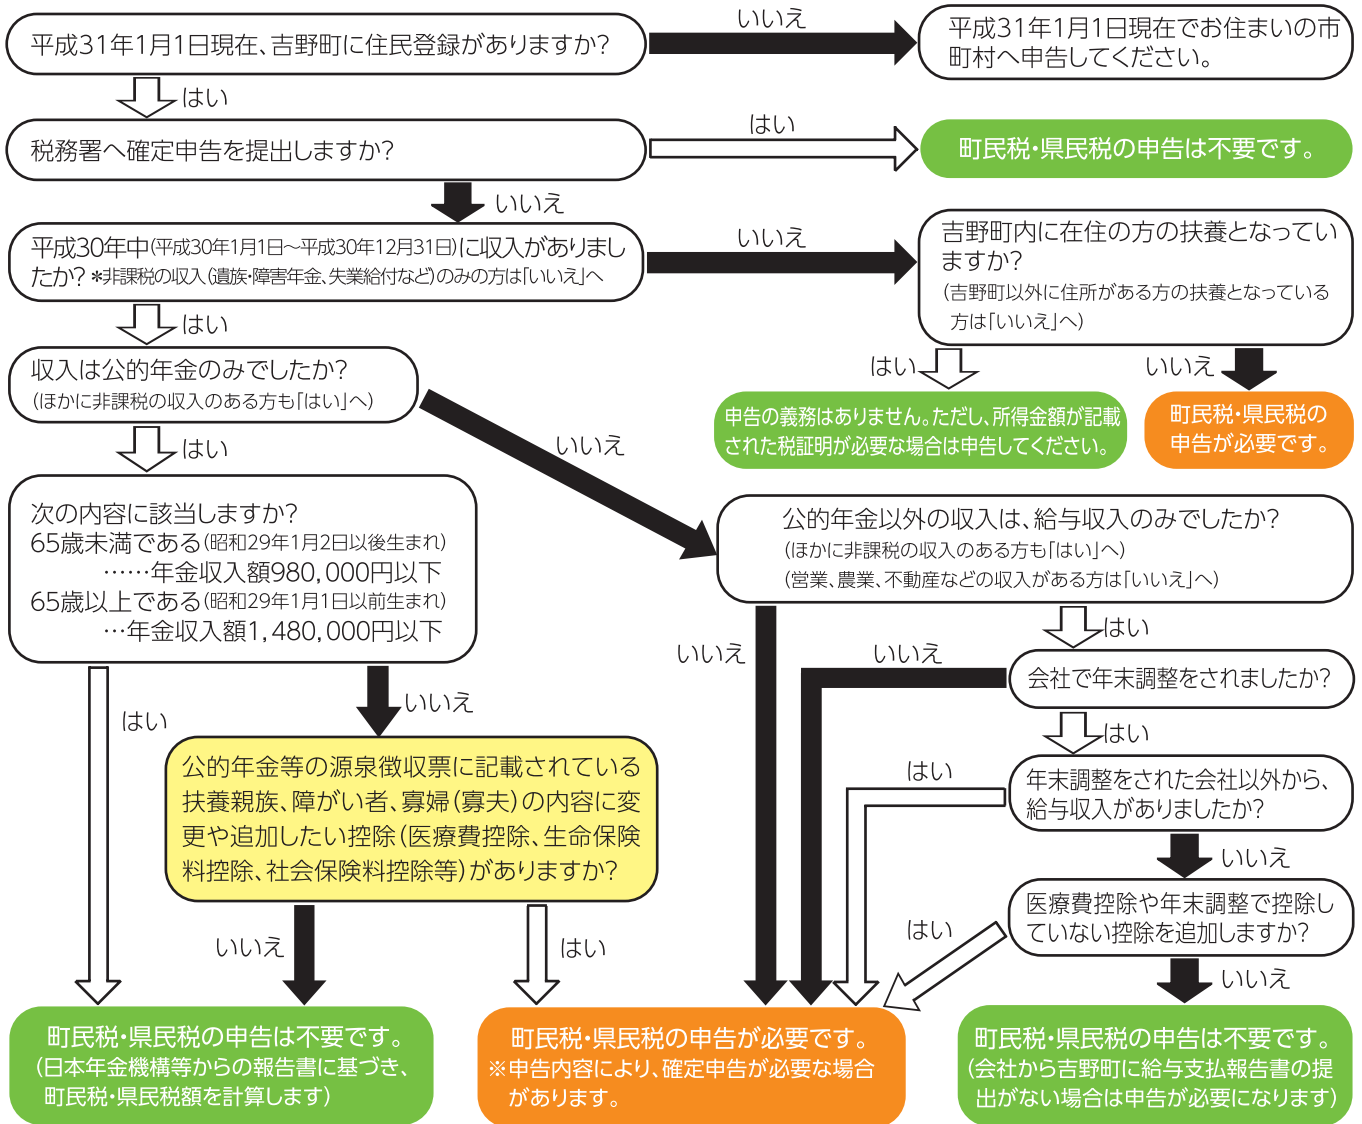 平成31年1月1日現在、吉野町に住民登録がありますか?
いいえ
平成31年1月1日現在でお住まいの市
町村へ申告してください。
はい
税務署へ確定申告を提出しますか?
はい
町民税・県民税の申告は不要です。
いいえ
平成30年中(平成30年1月1日~平成30年12月31日)に収入がありまし
たか? *非課税の収入(遺族・障害年金、失業給付など)のみの方は「いいえ」へ
いいえ
吉野町内に在住の方の扶養となってい
ますか?
(吉野町以外に住所がある方の扶養となっている
方は「いいえ」へ)
はい
収入は公的年金のみでしたか?
(ほかに非課税の収入のある方も「はい」へ)
はい
いいえ
申告の義務はありません。ただし、所得金額が記載
された税証明が必要な場合は申告してください。
町民税・県民税の
申告が必要です。
はい
いいえ
次の内容に該当しますか?
65歳未満である(昭和29年1月2日以後生まれ)
……年金収入額980,000円以下
65歳以上である(昭和29年1月1日以前生まれ)
…年金収入額1,480,000円以下
公的年金以外の収入は、給与収入のみでしたか?
(ほかに非課税の収入のある方も「はい」へ)
(営業、農業、不動産などの収入がある方は「いいえ」へ)
はい
いいえ
いいえ
会社で年末調整をされましたか?
はい
いいえ
はい
公的年金等の源泉徴収票に記載されている
扶養親族、障がい者、寡婦(寡夫)の内容に変
更や追加したい控除(医療費控除、生命保険
料控除、社会保険料控除等)がありますか?
はい
年末調整をされた会社以外から、
給与収入がありましたか?
いいえ
医療費控除や年末調整で控除し
ていない控除を追加しますか?
はい
いいえ
はい
いいえ
町民税・県民税の申告は不要です。
(日本年金機構等からの報告書に基づき、
町民税・県民税額を計算します)
町民税・県民税の申告が必要です。
※申告内容により、確定申告が必要な場合
があります。
町民税・県民税の申告は不要です。
(会社から吉野町に給与支払報告書の提
出がない場合は申告が必要になります)